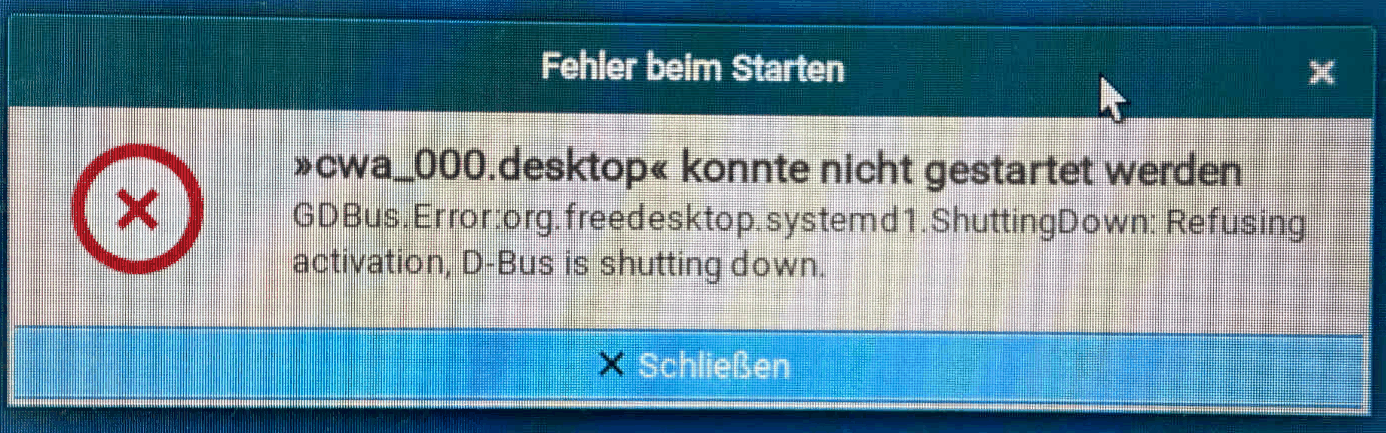 Fehler beim Starten
»cwa_000.desktop« konnte nicht gestartet werden
GDBus.Error:org.freedesktop.systemd1.ShuttingDown: Refusing
activation, D-Bus is shutting down.
Schließen